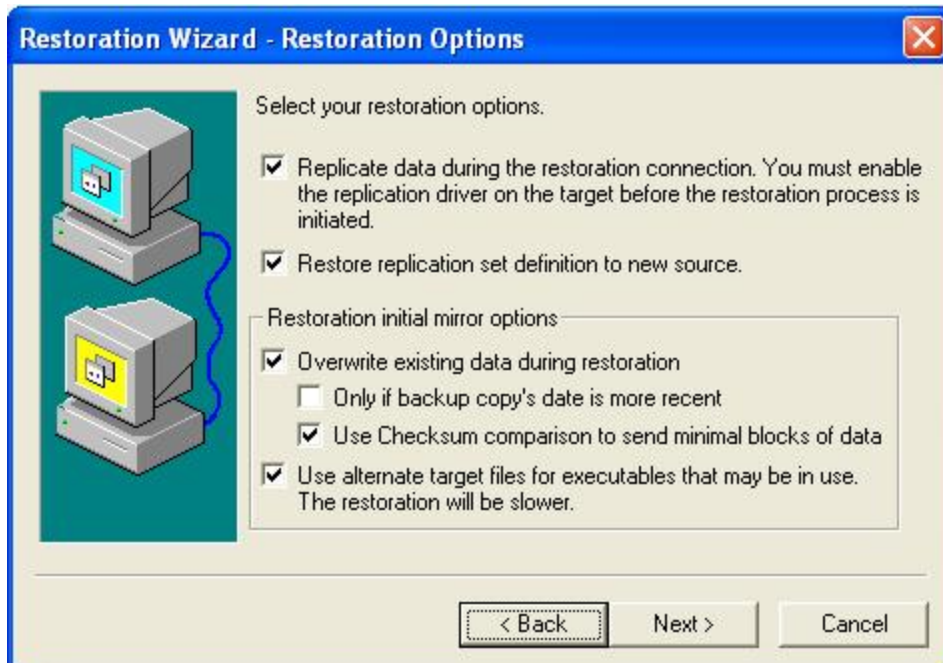 Restoration Wizard - Restoration Options
Select your restoration options.
Replicate data during the restoration connection. You must enable
the replication driver on the target before the restoration process is
initiated.
Restore replication set definition to new source.
Restoration initial mirror options
Overwrite existing data during restoration
Only if backup copy's date is more recent
Use Checksum comparison to send minimal blocks of data
Use alternate target files for executables that may be in use.
The restoration will be slower.
< Back
Next >
Cancel